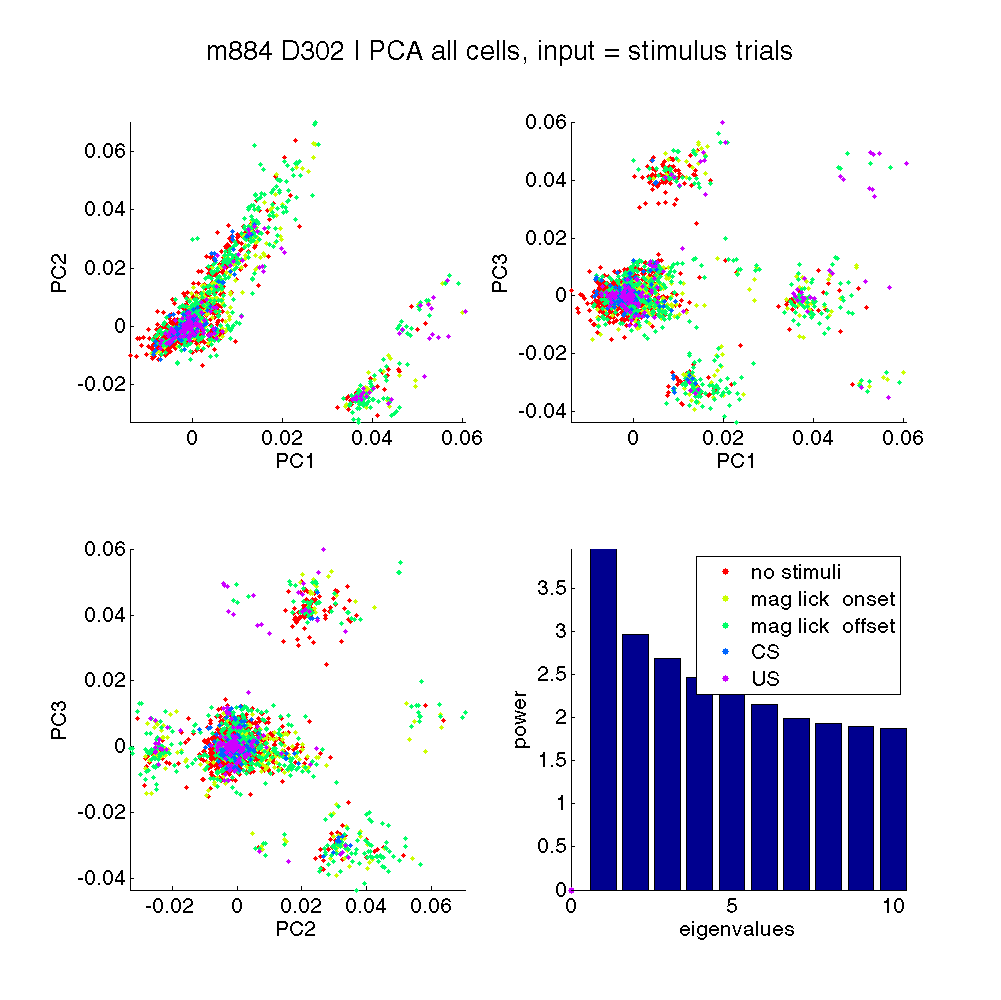 m884 D302 | PCA all cells, input = stimulus trials
0.06
0.04
0.02
0
-0.02
PC2
0 0.02 0.04 0.06
PC1
0.06
0.04
0.02
0
-0.02
-0.04
PC3
0 0.02 0.04 0.06
PC1
0.06
0.04
0.02
0
-0.02
-0.04
PC3
-0.02 0 0.02 0.04 0.06
PC2
3.5
3
2.5
2
1.5
1
0.5
0
power
no stimuli
mag lick onset
mag lick offset
CS
US
0 5 10
eigenvalues